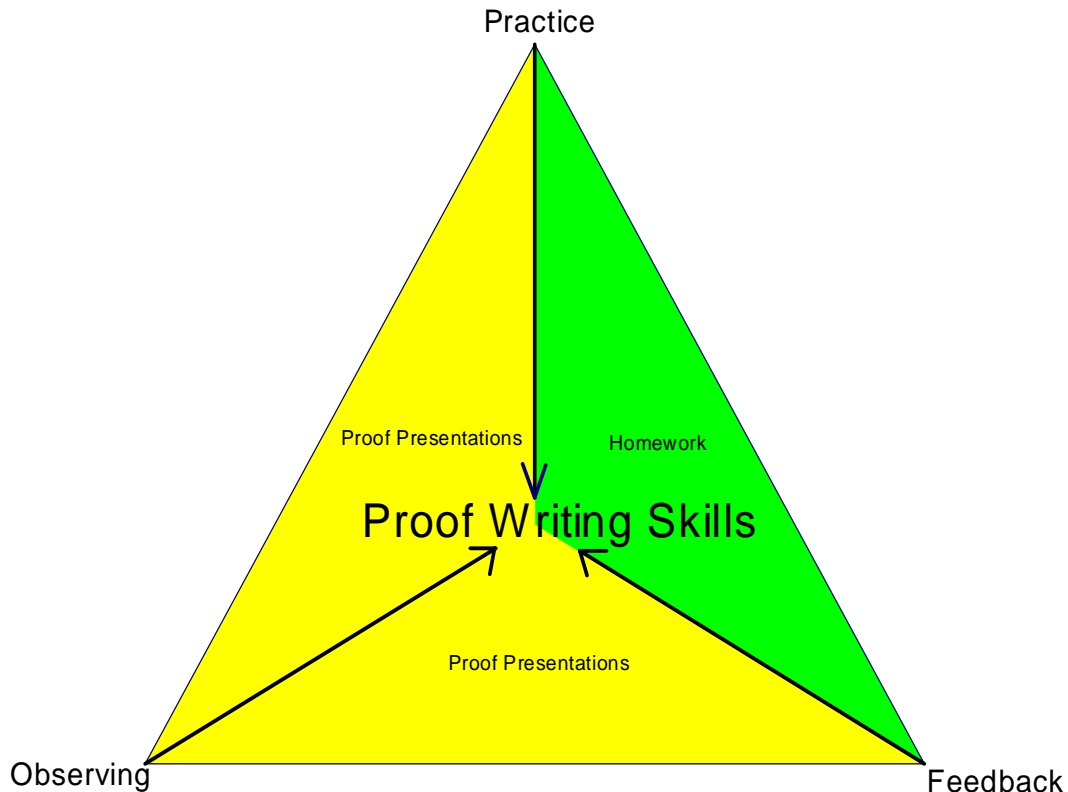 Practice
Proof Presentations
Homework
Proof Writing Skills
Proof Presentations
Observing
Feedback